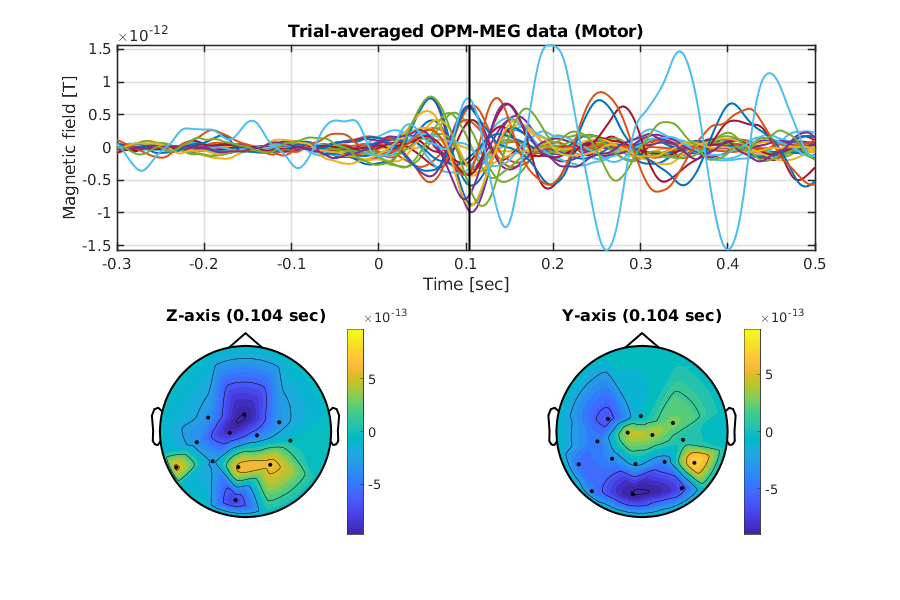 Trial-averaged OPM-MEG data (Motor)
×10^-12
1.5
1
0.5
0
-0.5
-1
-1.5
Magnetic field [T]
-0.3 -0.2 -0.1 0 0.1 0.2 0.3 0.4 0.5
Time [sec]
Z-axis (0.104 sec)
×10^-13
5
0
-5
Y-axis (0.104 sec)
×10^-13
5
0
-5